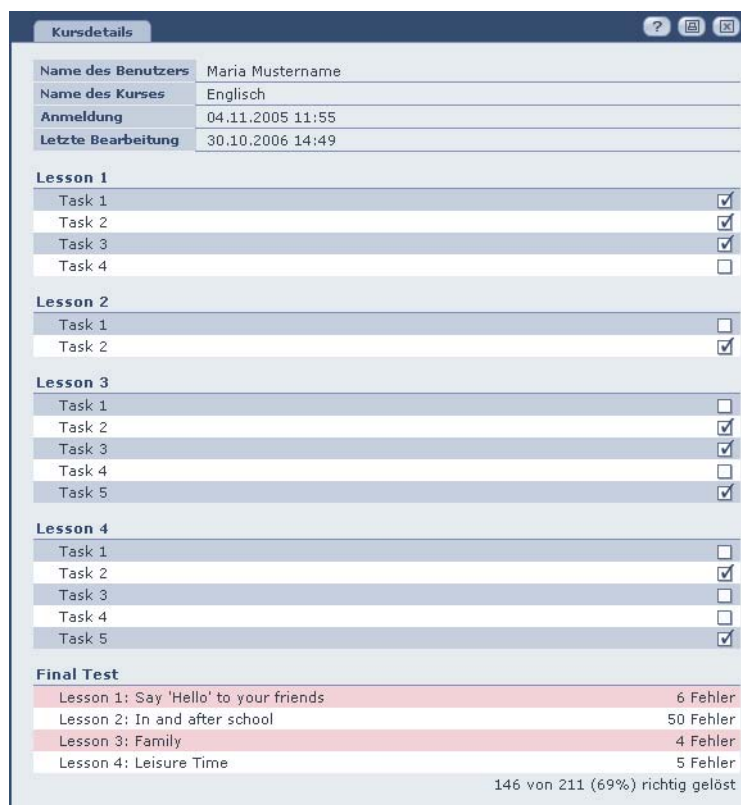 Kursdetails ?
Name des Benutzers Maria Mustername
Name des Kurses Englisch
Anmeldung 04.11.2005 11:55
Letzte Bearbeitung 30.10.2006 14:49
Lesson 1
Task 1
Task 2
Task 3
Task 4
Lesson 2
Task 1
Task 2
Lesson 3
Task 1
Task 2
Task 3
Task 4
Task 5
Lesson 4
Task 1
Task 2
Task 3
Task 4
Task 5
Final Test
Lesson 1: Say 'Hello' to your friends 6 Fehler
Lesson 2: In and after school 50 Fehler
Lesson 3: Family 4 Fehler
Lesson 4: Leisure Time 5 Fehler
146 von 211 (69%) richtig gelöst